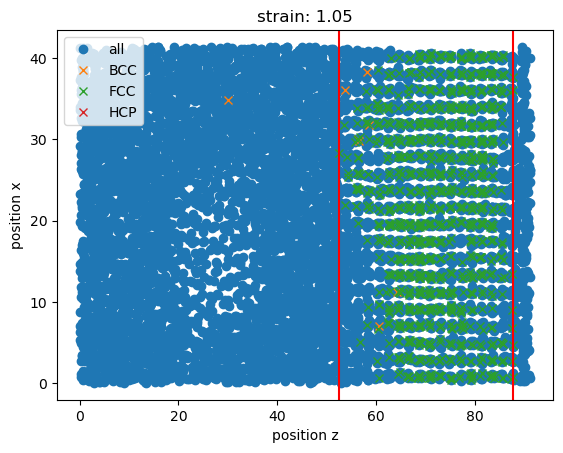 strain: 1.05
all
BCC
FCC
HCP
position x
40
30
20
10
0
0 20 40 60 80
position z